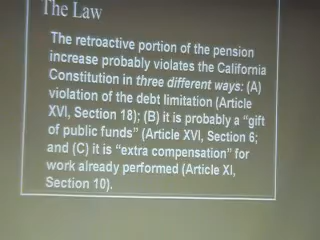 The Law
The retroactive portion of the pension
increase probably violates the California
Constitution in three different ways: (A)
violation of the debt limitation (Article
XVI, Section 18); (B) it is probably a “gift
of public funds” (Article XVI, Section 6;
and (C) it is “extra compensation” for
work already performed (Article XI,
Section 10).